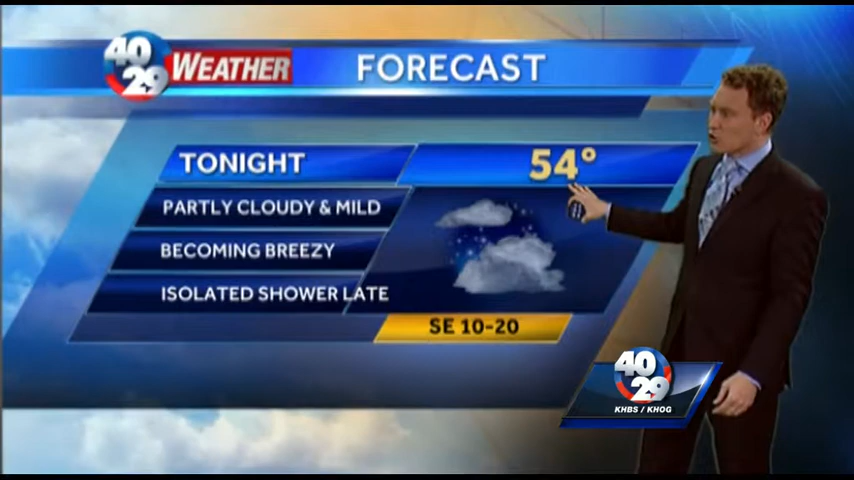 40
29
WEATHER
FORECAST
TONIGHT
54°
PARTLY CLOUDY & MILD
BECOMING BREEZY
ISOLATED SHOWER LATE
SE 10-20
40
29
KHBS / KHOG